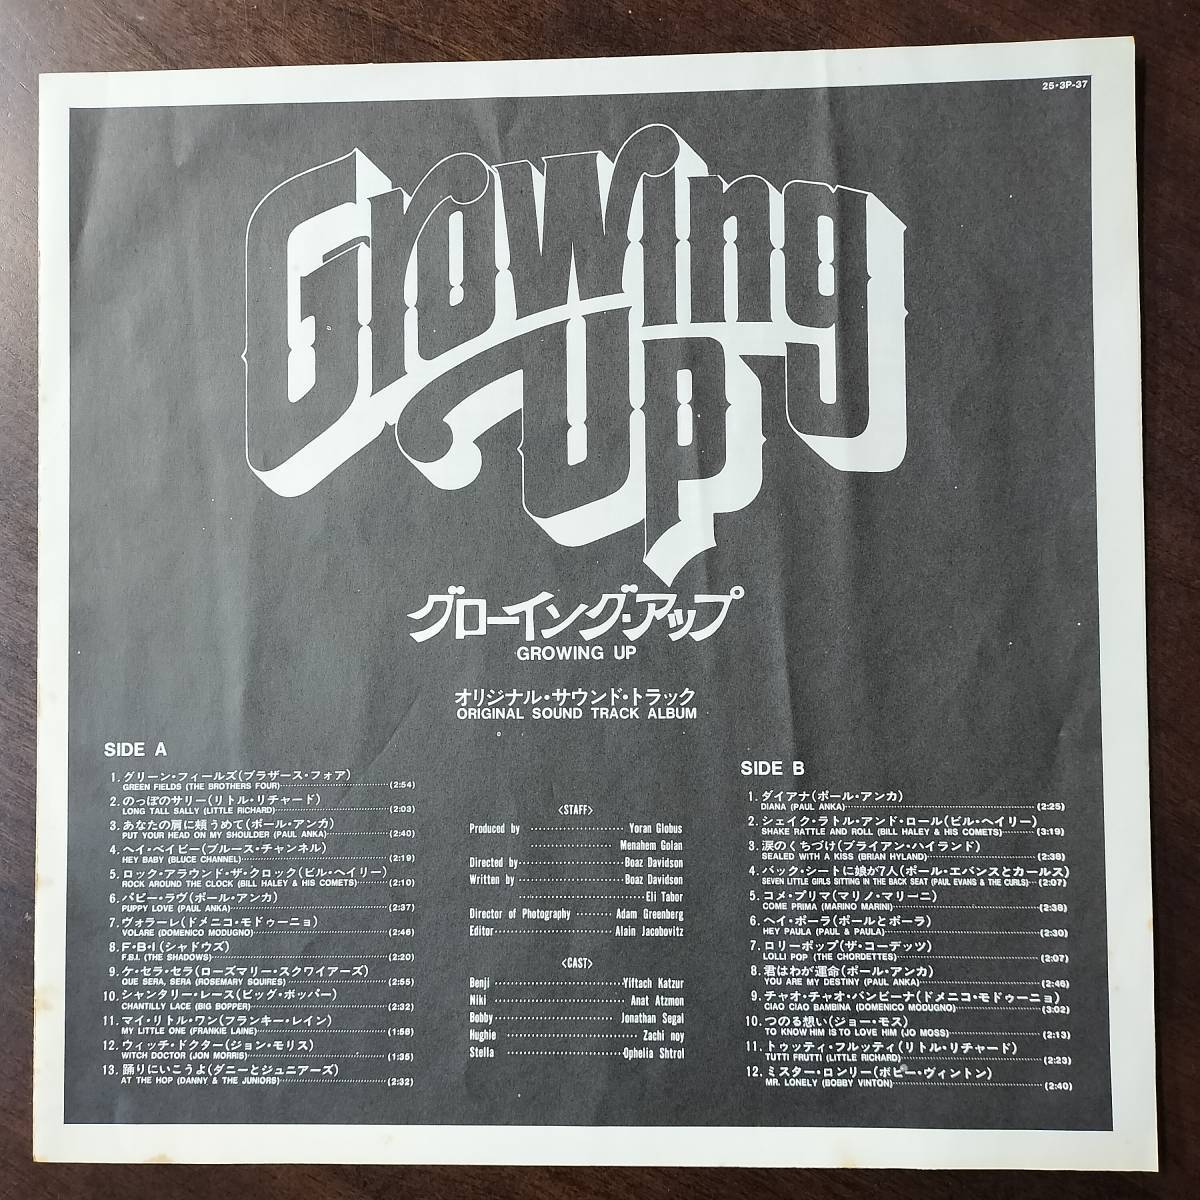 25・3P-37
Growing
Up
グローイング・アップ
GROWING UP
オリジナル・サウンド・トラック
ORIGINAL SOUND TRACK ALBUM
SIDE A
1. グリーン・フィールズ(ブラザース・フォア)
GREEN FIELDS (THE BROTHERS FOUR) (2:54)
2. のっぽのサリー(リトル・リチャード)
LONG TALL SALLY (LITTLE RICHARD) (2:03)
3. あなたの肩に頬うめて(ポール・アンカ)
PUT YOUR HEAD ON MY SHOULDER (PAUL ANKA) (2:40)
4. ヘイ・ベイビー(ブルース・チャンネル)
HEY BABY (BLUCE CHANNEL) (2:19)
5. ロック・アラウンド・ザ・クロック(ビル・ヘイリー)
ROCK AROUND THE CLOCK (BILL HALEY & HIS COMETS) (2:10)
6. パピー・ラヴ(ポール・アンカ)
PUPPY LOVE (PAUL ANKA) (2:37)
7. ヴォラーレ(ドメニコ・モドゥーニョ)
VOLARE (DOMENICO MODUGNO) (2:46)
8. F・B・I(シャドウズ)
F.B.I. (THE SHADOWS) (2:20)
9. ケ・セラ・セラ(ローズマリー・スクワイアーズ)
QUE SERA, SERA (ROSEMARY SQUIRES) (2:55)
10. シャンタリー・レース(ビッグ・ボッパー)
CHANTILLY LACE (BIG BOPPER) (2:32)
11. マイ・リトル・ワン(フランキー・レイン)
MY LITTLE ONE (FRANKIE LAINE) (1:58)
12. ウィッチ・ドクター(ジョン・モリス)
WITCH DOCTOR (JON MORRIS) (1:35)
13. 踊りにいこうよ(ダニーとジュニアーズ)
AT THE HOP (DANNY & THE JUNIORS) (2:32)
<STAFF>
Produced by Yoran Globus
Menahem Golan
Directed by Boaz Davidson
Written by Boaz Davidson
Eli Tabor
Director of Photography Adam Greenberg
Editor Alain Jacobovitz
<CAST>
Benji Yiftach Katzur
Niki Anat Atzmon
Bobby Jonathan Segal
Hughie Zachi noy
Stella Ophelia Shtrol
SIDE B
1. ダイアナ(ポール・アンカ)
DIANA (PAUL ANKA) (2:25)
2. シェイク・ラトル・アンド・ロール(ビル・ヘイリー)
SHAKE RATTLE AND ROLL (BILL HALEY & HIS COMETS) (3:19)
3. 涙のくちづけ(ブライアン・ハイランド)
SEALED WITH A KISS (BRIAN HYLAND) (2:38)
4. バック・シートに娘が7人(ポール・エバンスとカールス)
SEVEN LITTLE GIRLS SITTING IN THE BACK SEAT (PAUL EVANS & THE CURLS) (2:07)
5. コメ・プリマ(マリノ・マリーニ)
COME PRIMA (MARINO MARINI) (2:38)
6. ヘイ・ポーラ(ポールとポーラ)
HEY PAULA (PAUL & PAULA) (2:30)
7. ロリーポップ(ザ・コーデッツ)
LOLLI POP (THE CHORDETTES) (2:07)
8. 君はわが運命(ポール・アンカ)
YOU ARE MY DESTINY (PAUL ANKA) (2:46)
9. チャオ・チャオ・バンビーナ(ドメニコ・モドゥーニョ)
CIAO CIAO BAMBINA (DOMENICO MODUGNO) (3:02)
10. つのる想い(ジョー・モス)
TO KNOW HIM IS TO LOVE HIM (JO MOSS) (2:13)
11. トゥッティ・フルッティ(リトル・リチャード)
TUTTI FRUTTI (LITTLE RICHARD) (2:23)
12. ミスター・ロンリー(ボビー・ヴィントン)
MR. LONELY (BOBBY VINTON) (2:40)